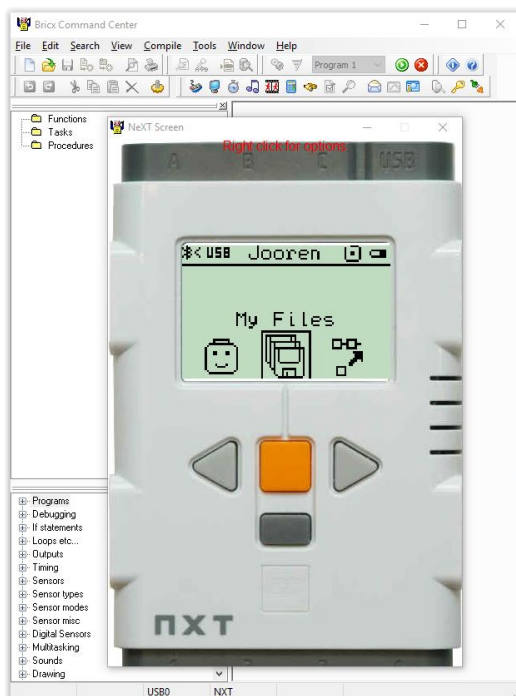 Bricx Command Center
File Edit Search View Compile Tools Window Help
Program 1
Functions
Tasks
Procedures
NeXT Screen
Right click for options
A B C USB
USB Jooren
My Files
nxt
Programs
Debugging
If statements
Loops etc...
Outputs
Timing
Sensors
Sensor types
Sensor modes
Sensor misc
Digital Sensors
Multitasking
Sounds
Drawing
USB0 NXT